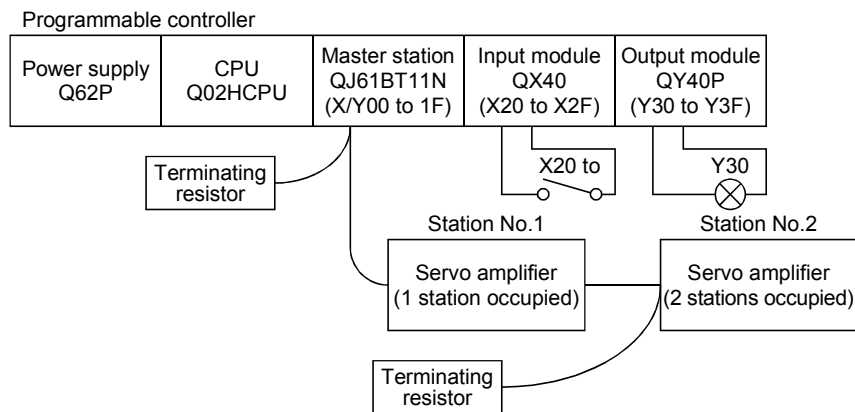 Programmable controller
Power supply
Q62P
CPU
Q02HCPU
Master station
QJ61BT11N
(X/Y00 to 1F)
Input module
QX40
(X20 to X2F)
Output module
QY40P
(Y30 to Y3F)
Terminating
resistor
X20 to
Y30
Station No.1
Station No.2
Servo amplifier
(1 station occupied)
Servo amplifier
(2 stations occupied)
Terminating
resistor